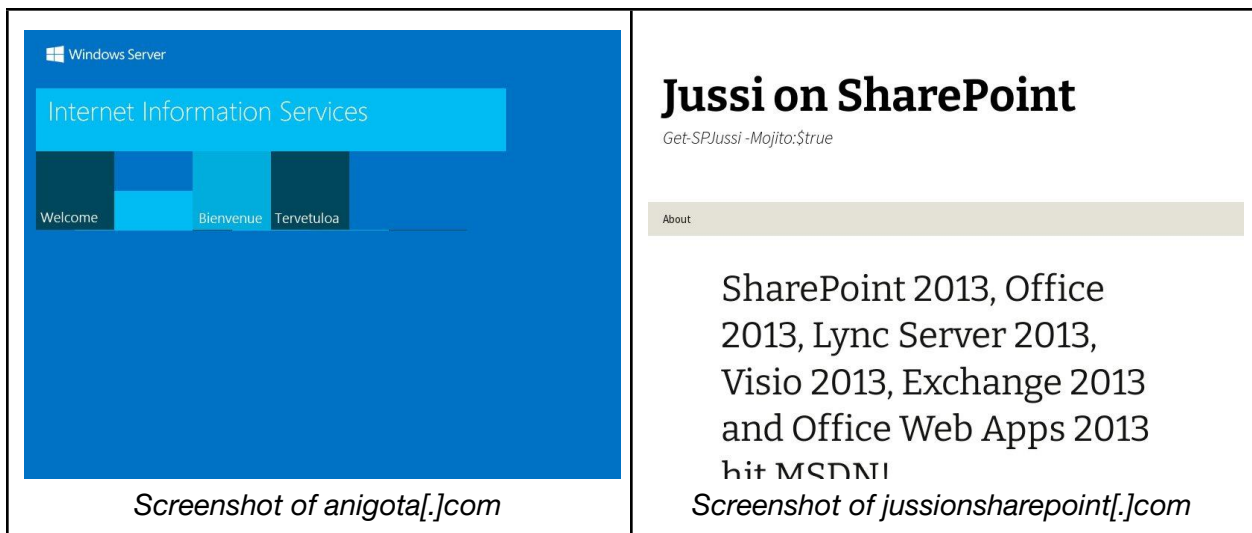 Windows Server
Internet Information Services
Welcome
Bienvenue
Tervetuloa
Screenshot of anigota[.]com
Jussi on SharePoint
Get-SPJussi -Mojito:$true
About
SharePoint 2013, Office
2013, Lync Server 2013,
Visio 2013, Exchange 2013
and Office Web Apps 2013
hit MSDN!
Screenshot of jussionsharepoint[.]com